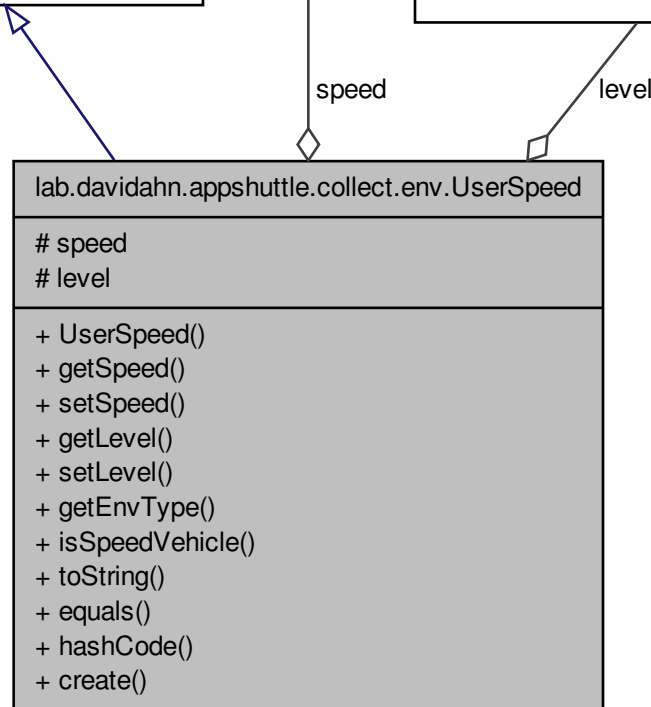 speed
level
lab.davidahn.appshuttle.collect.env.UserSpeed
# speed
# level
+ UserSpeed()
+ getSpeed()
+ setSpeed()
+ getLevel()
+ setLevel()
+ getEnvType()
+ isSpeedVehicle()
+ toString()
+ equals()
+ hashCode()
+ create()